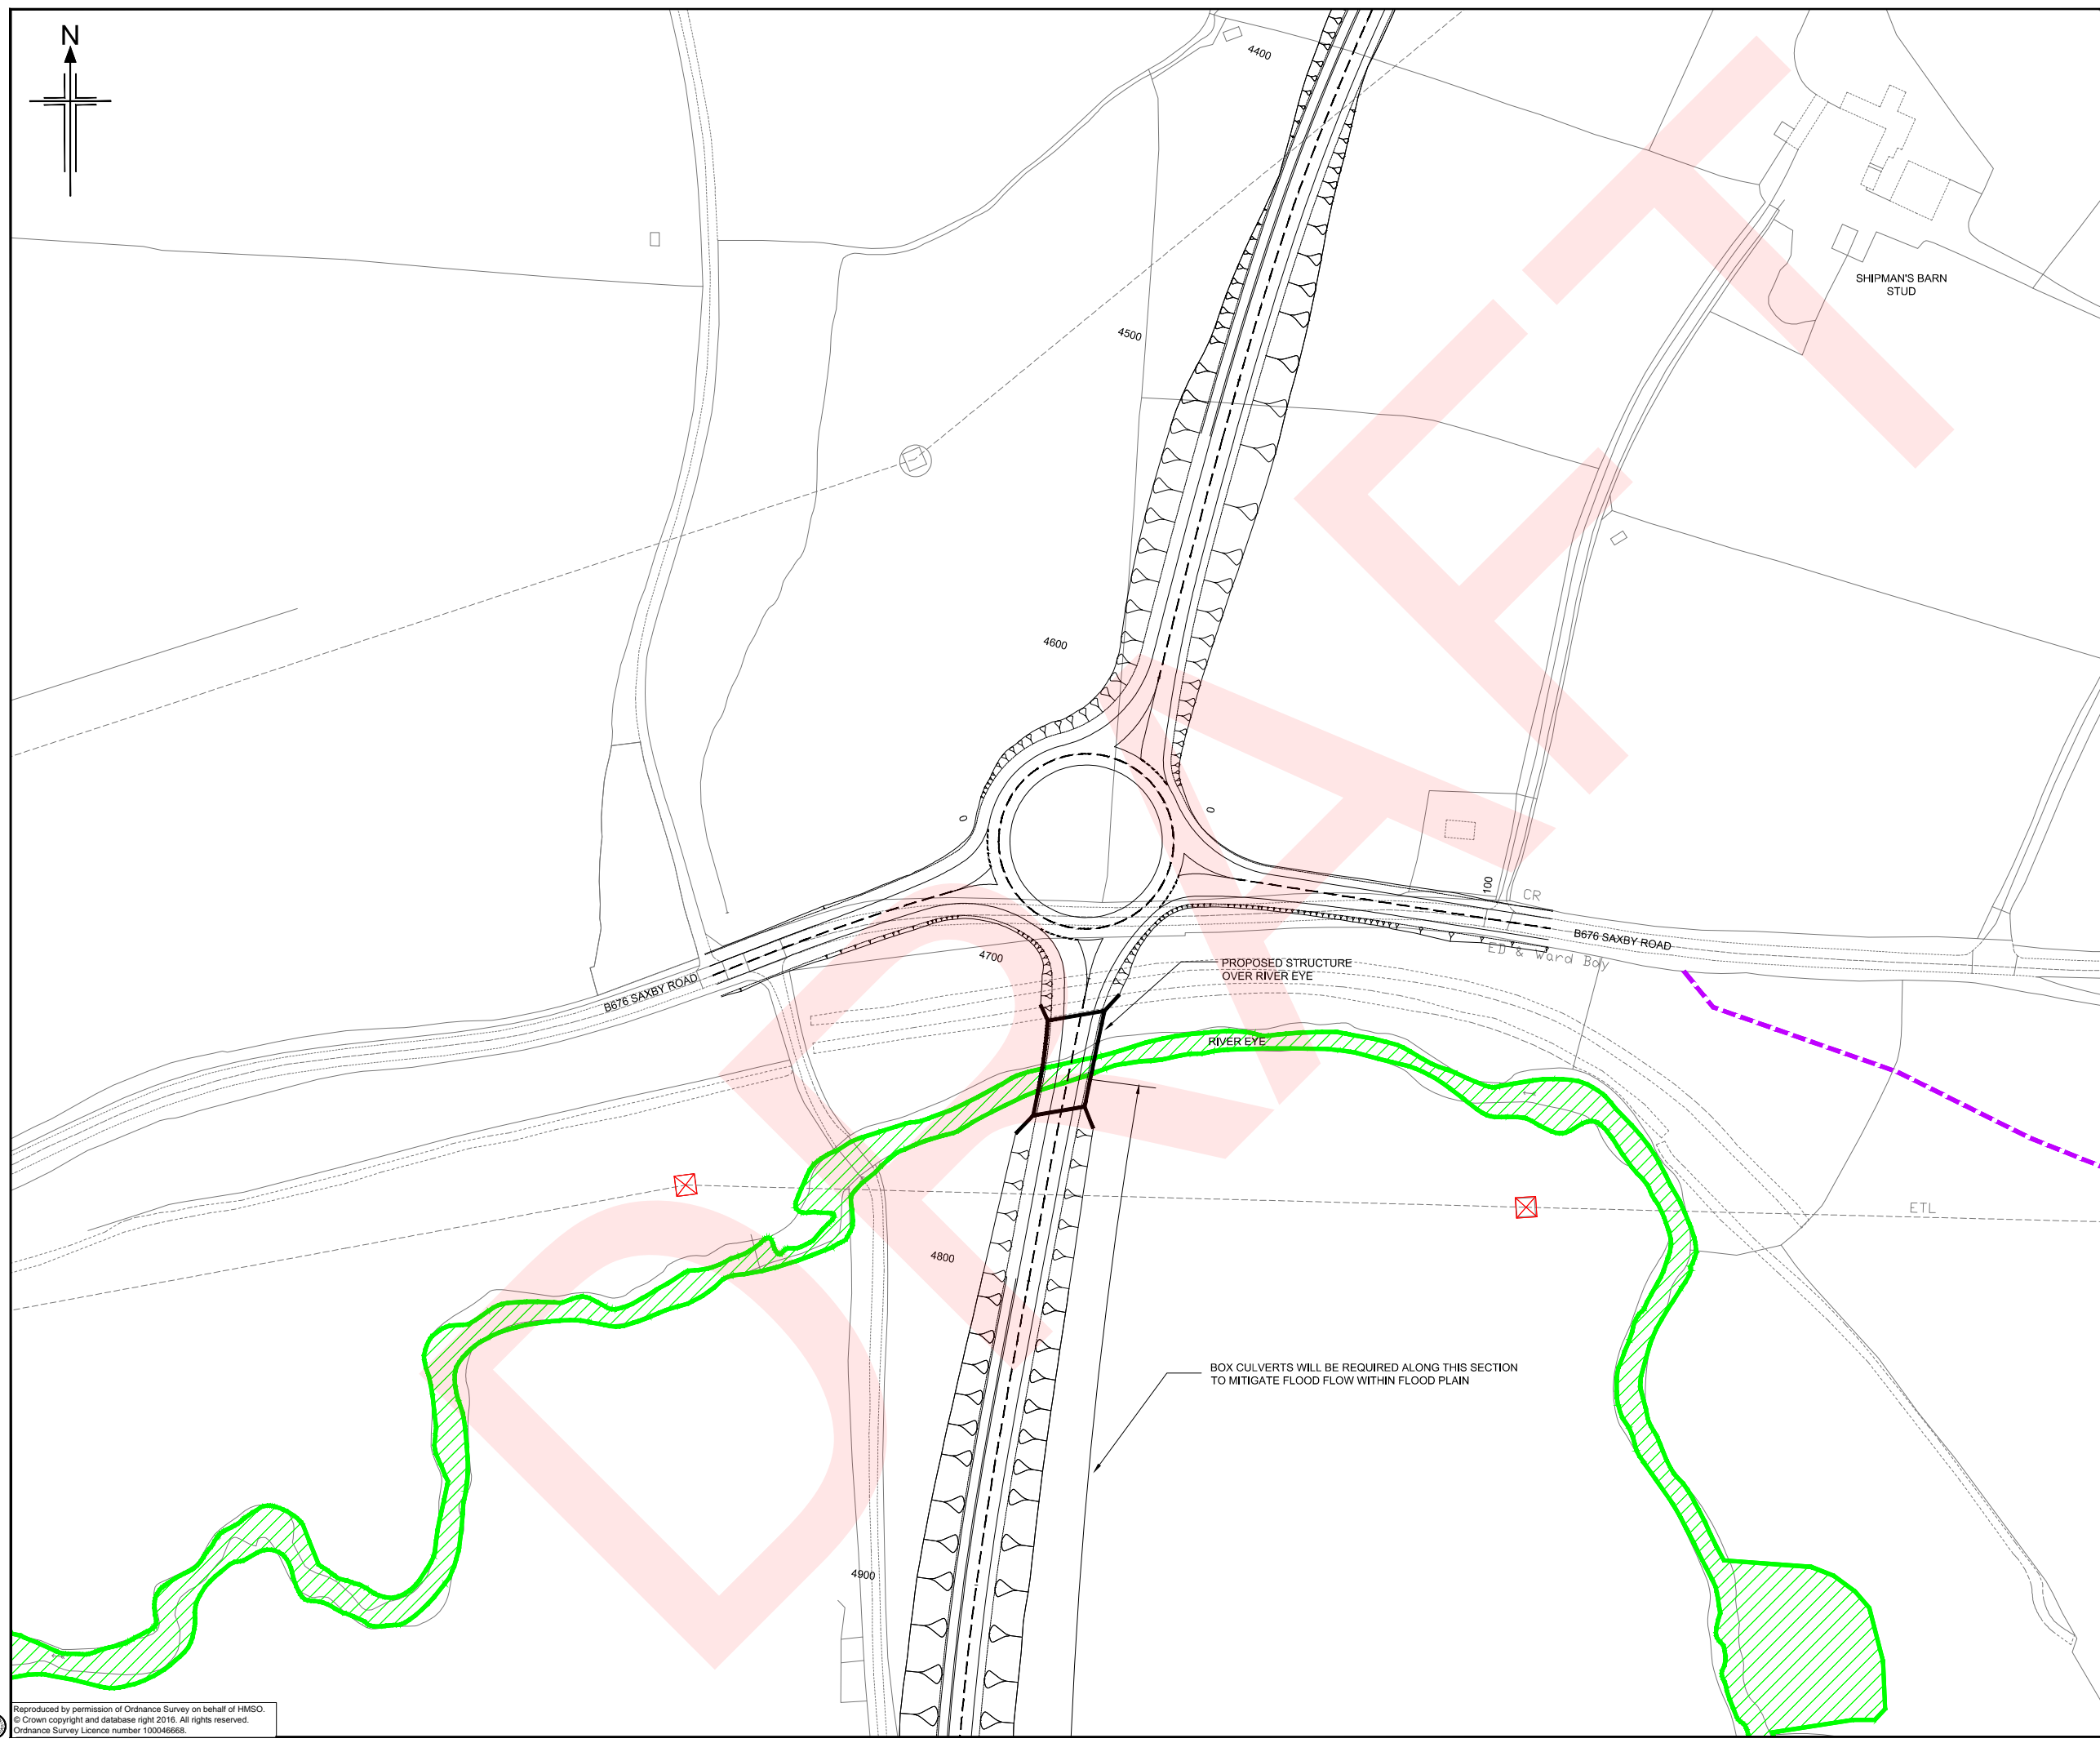 N
4400
SHIPMAN'S BARN
STUD
4500
4600
0
0
100
CR
B676 SAXBY ROAD
ED & Ward Bdy
4700
PROPOSED STRUCTURE
OVER RIVER EYE
B676 SAXBY ROAD
RIVER EYE
ETL
4800
BOX CULVERTS WILL BE REQUIRED ALONG THIS SECTION
TO MITIGATE FLOOD FLOW WITHIN FLOOD PLAIN
4900
DRAFT
Reproduced by permission of Ordnance Survey on behalf of HMSO.
© Crown copyright and database right 2016. All rights reserved.
Ordnance Survey Licence number 100046668.